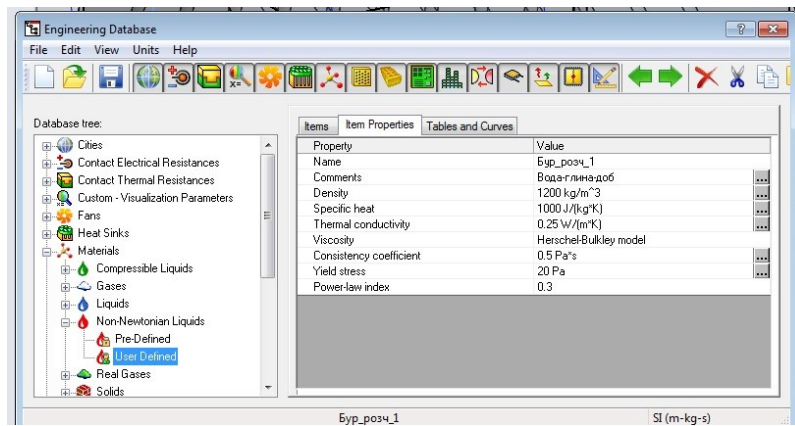 Engineering Database
File Edit View Units Help
Database tree:
Cities
Contact Electrical Resistances
Contact Thermal Resistances
Custom - Visualization Parameters
Fans
Heat Sinks
Materials
Compressible Liquids
Gases
Liquids
Non-Newtonian Liquids
Pre-Defined
User Defined
Real Gases
Solids
Items Item Properties Tables and Curves
Property Value
Name Бур_розч_1
Comments Вода-глина-доб
Density 1200 kg/m^3
Specific heat 1000 J/(kg*K)
Thermal conductivity 0.25 W/(m*K)
Viscosity Herschel-Bulkley model
Consistency coefficient 0.5 Pa*s
Yield stress 20 Pa
Power-law index 0.3
Бур_розч_1 SI (m-kg-s)